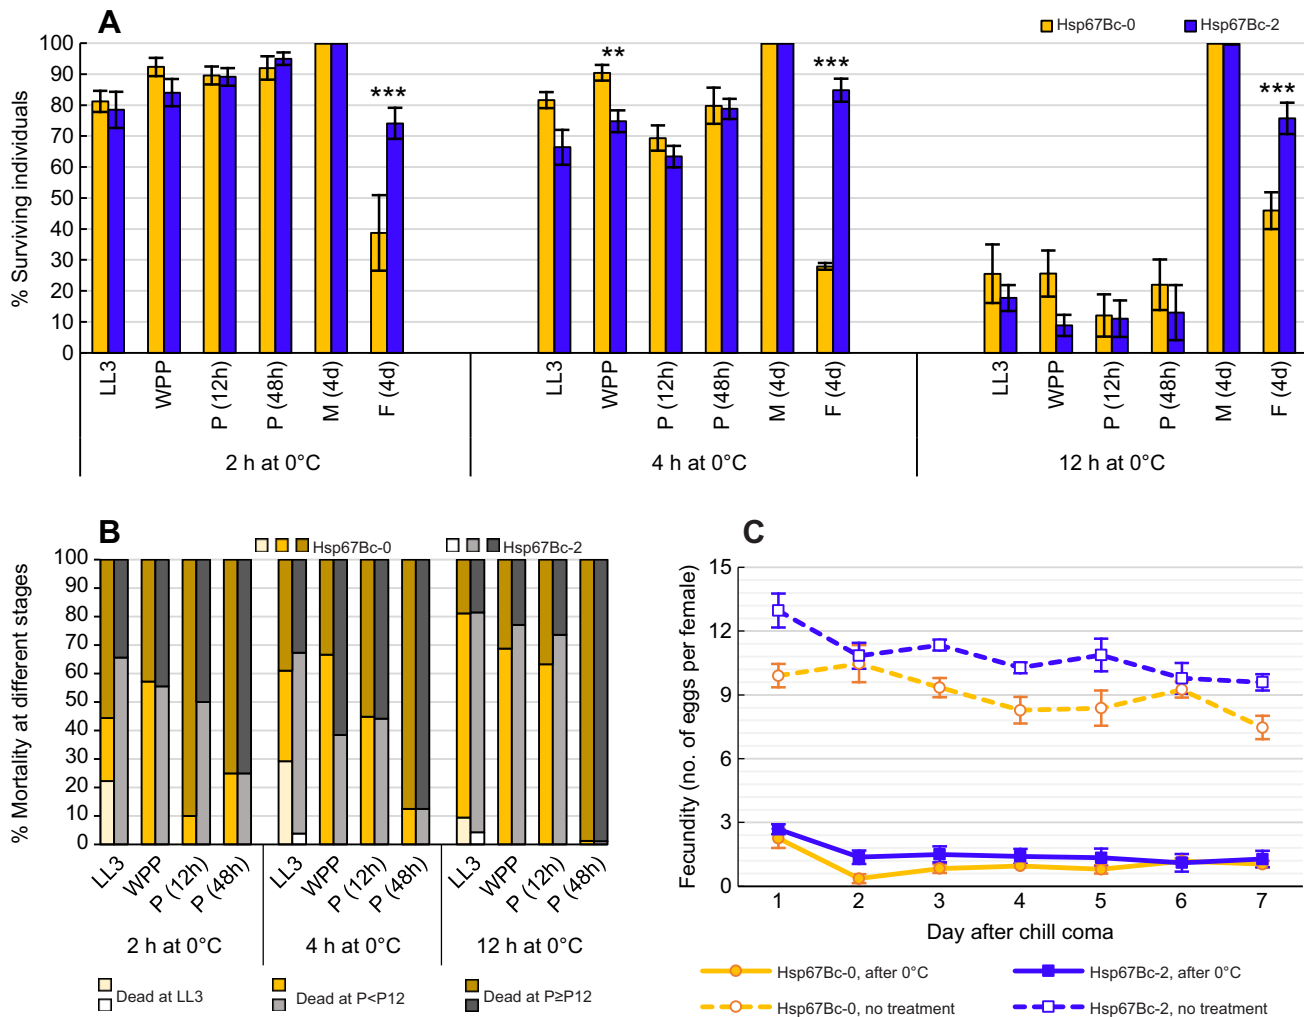 A
Hsp67Bc-0
Hsp67Bc-2
% Surviving individuals
100
90
80
70
60
50
40
30
20
10
0
***
**
***
***
LL3
WPP
P (12h)
P (48h)
M (4d)
F (4d)
LL3
WPP
P (12h)
P (48h)
M (4d)
F (4d)
LL3
WPP
P (12h)
P (48h)
M (4d)
F (4d)
2 h at 0°C
4 h at 0°C
12 h at 0°C
B
Hsp67Bc-0
Hsp67Bc-2
% Mortality at different stages
100
90
80
70
60
50
40
30
20
10
0
LL3
WPP
P (12h)
P (48h)
LL3
WPP
P (12h)
P (48h)
LL3
WPP
P (12h)
P (48h)
2 h at 0°C
4 h at 0°C
12 h at 0°C
Dead at LL3
Dead at P<P12
Dead at P≥P12
C
Fecundity (no. of eggs per female)
15
12
9
6
3
0
1
2
3
4
5
6
7
Day after chill coma
Hsp67Bc-0, after 0°C
Hsp67Bc-2, after 0°C
Hsp67Bc-0, no treatment
Hsp67Bc-2, no treatment